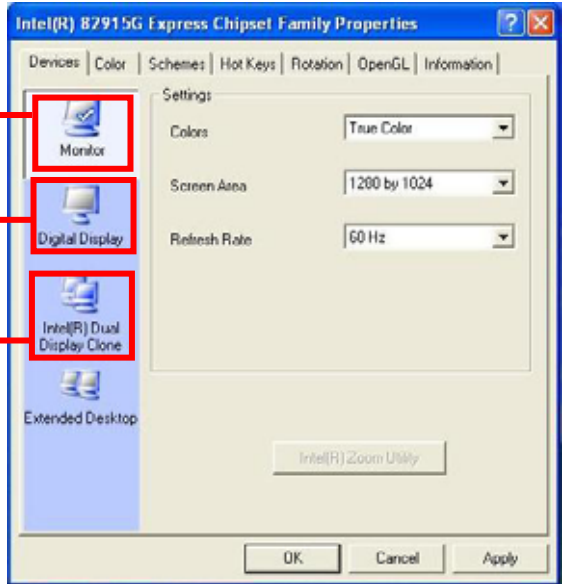 Intel(R) 82915G Express Chipset Family Properties
Devices
Color
Schemes
Hot Keys
Rotation
OpenGL
Information
Monitor
Digital Display
Intel(R) Dual
Display Clone
Extended Desktop
Settings
Colors
True Color
Screen Area
1280 by 1024
Refresh Rate
60 Hz
Intel(R) Zoom Utility
OK
Cancel
Apply